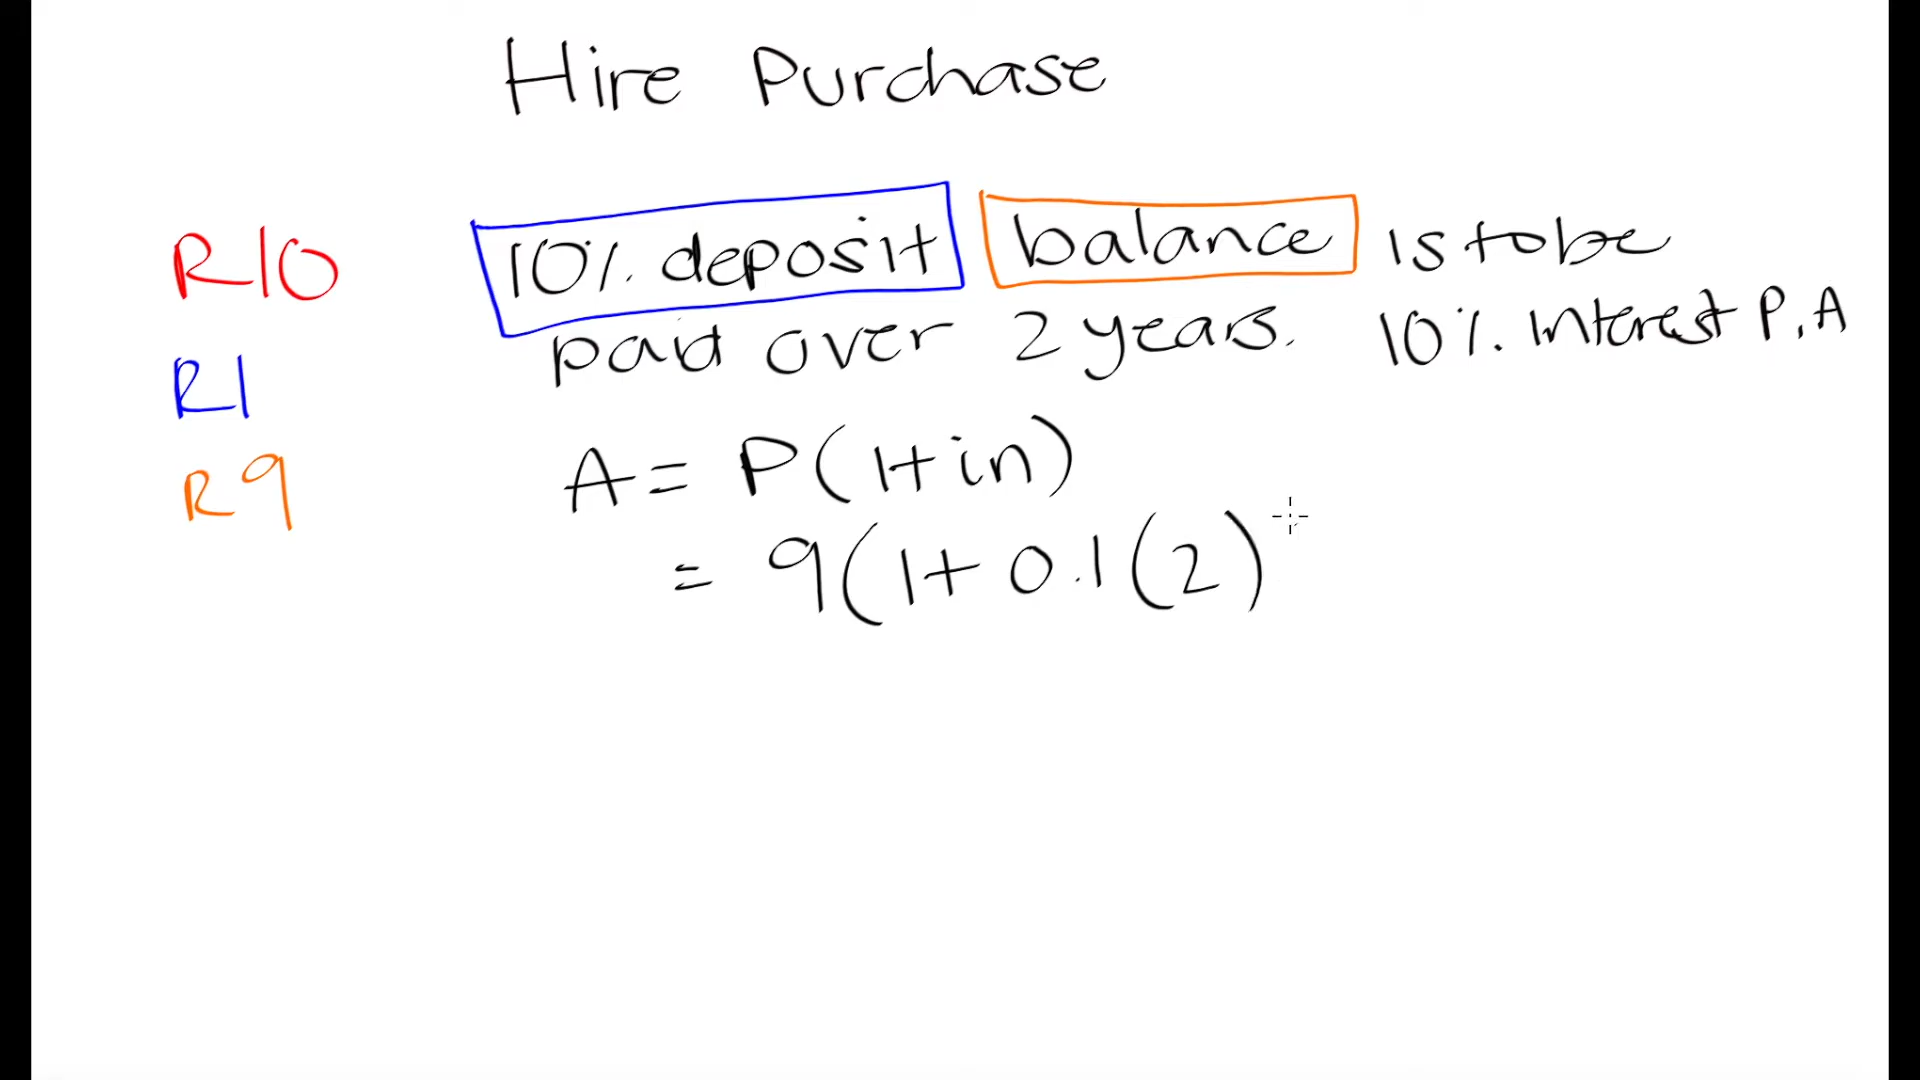 Hire Purchase
R10 10%. deposit balance is to be
paid over 2 years. 10%. interest P.A
R1
A = P(1+in)
R9
= 9(1+0.1(2)